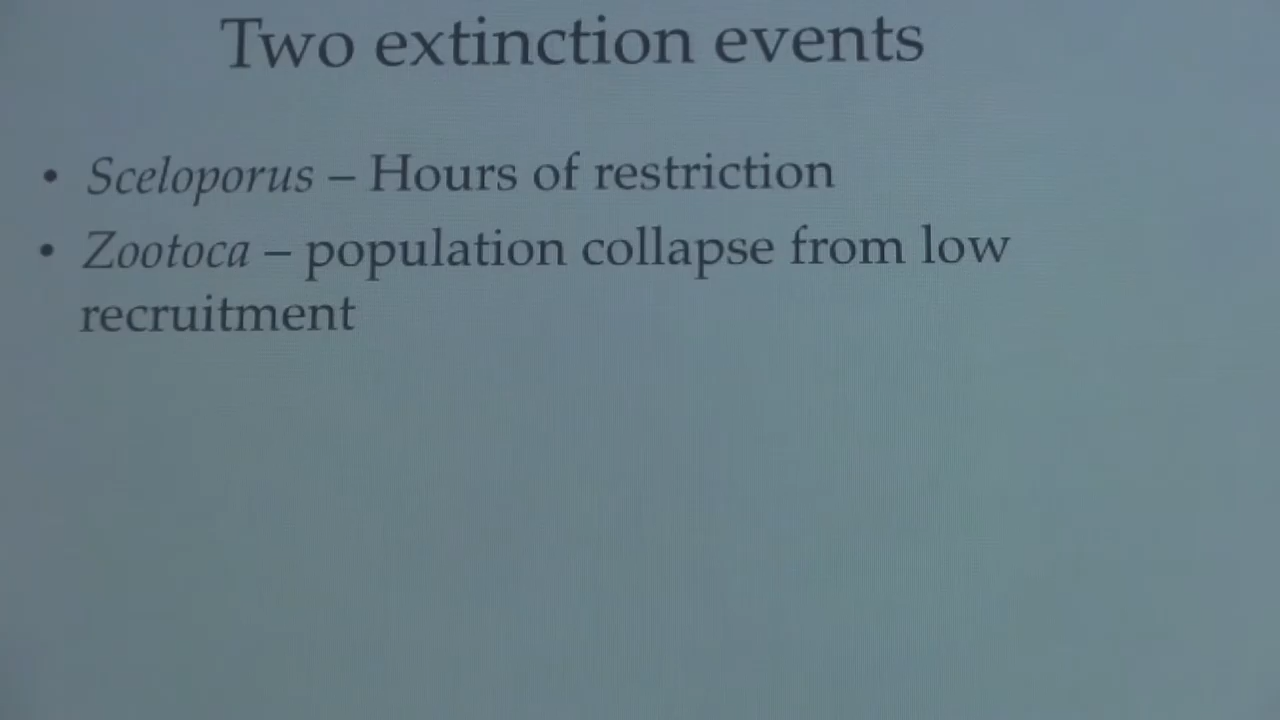 Two extinction events
• Sceloporus – Hours of restriction
• Zootoca – population collapse from low
recruitment